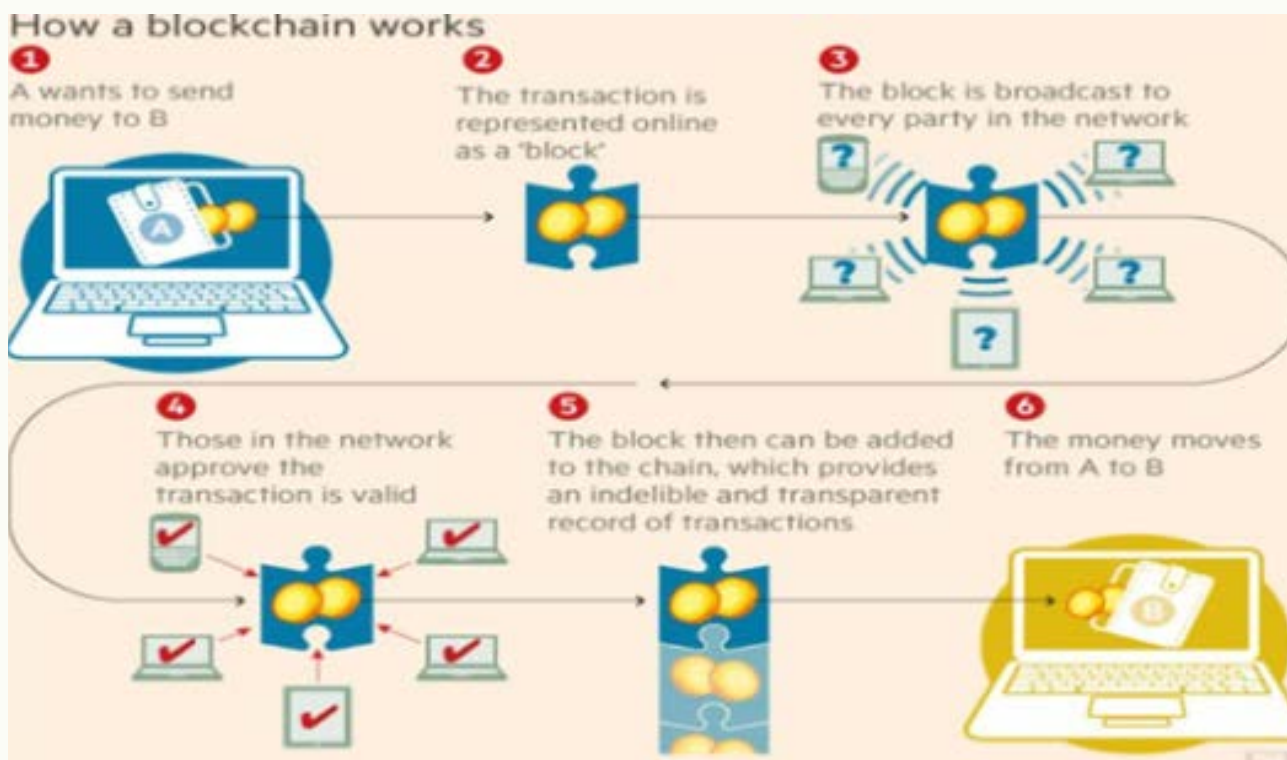 How a blockchain works
1
A wants to send
money to B
2
The transaction is
represented online
as a "block"
3
The block is broadcast to
every party in the network
A
?
?
?
?
?
4
Those in the network
approve the
transaction is valid
5
The block then can be added
to the chain, which provides
an indelible and transparent
record of transactions
6
The money moves
from A to B
B